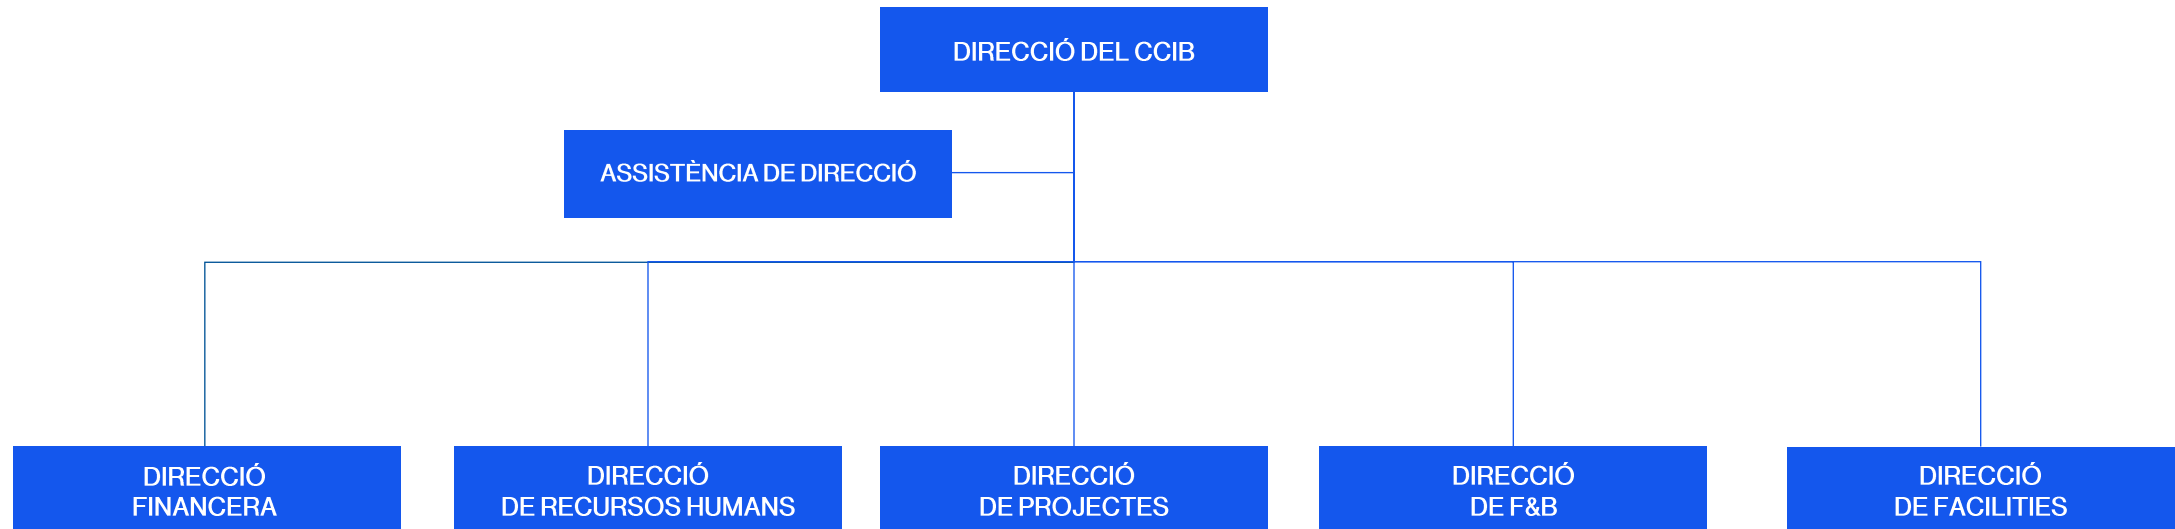 DIRECCIÓ DEL CCIB
ASSISTÈNCIA DE DIRECCIÓ
DIRECCIÓ
FINANCERA
DIRECCIÓ
DE RECURSOS HUMANS
DIRECCIÓ
DE PROJECTES
DIRECCIÓ
DE F&B
DIRECCIÓ
DE FACILITIES